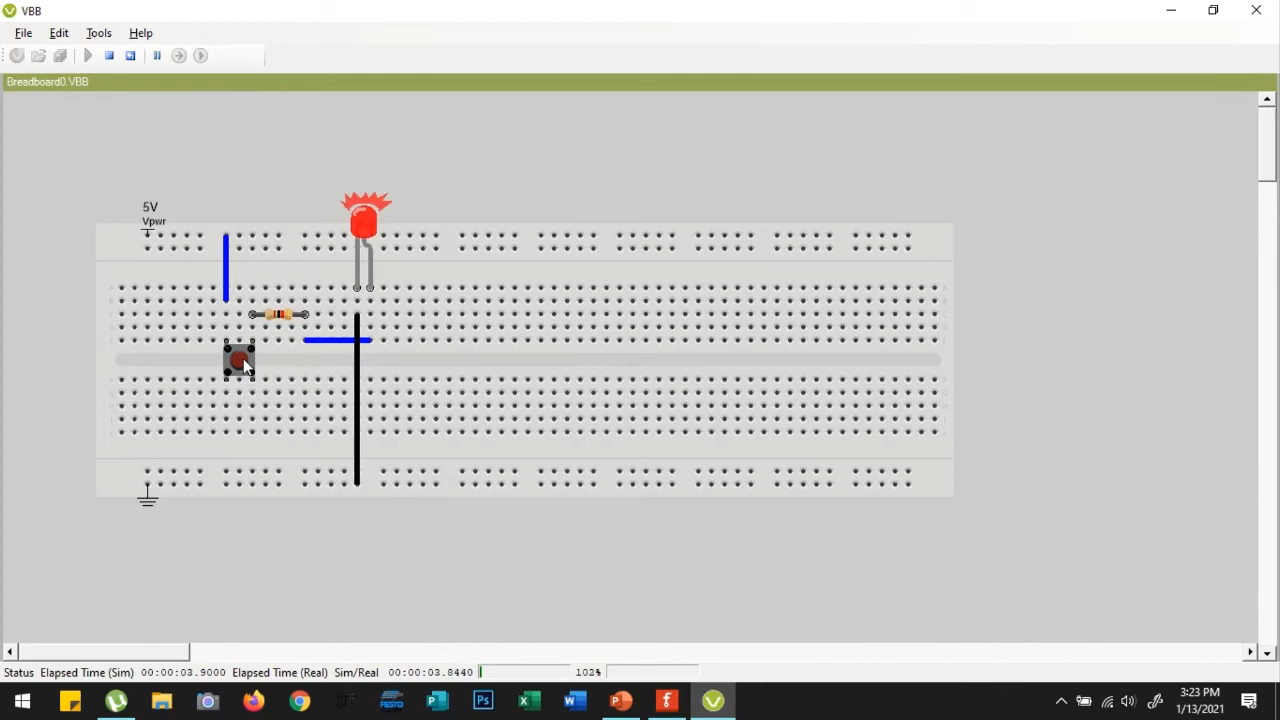 VBB
File Edit Tools Help
Breadboard0.VBB
5V
Vpwr
Status Elapsed Time (Sim) 00:00:03.9000 Elapsed Time (Real) Sim/Real 00:00:03.8440 102%
3:23 PM
1/13/2021